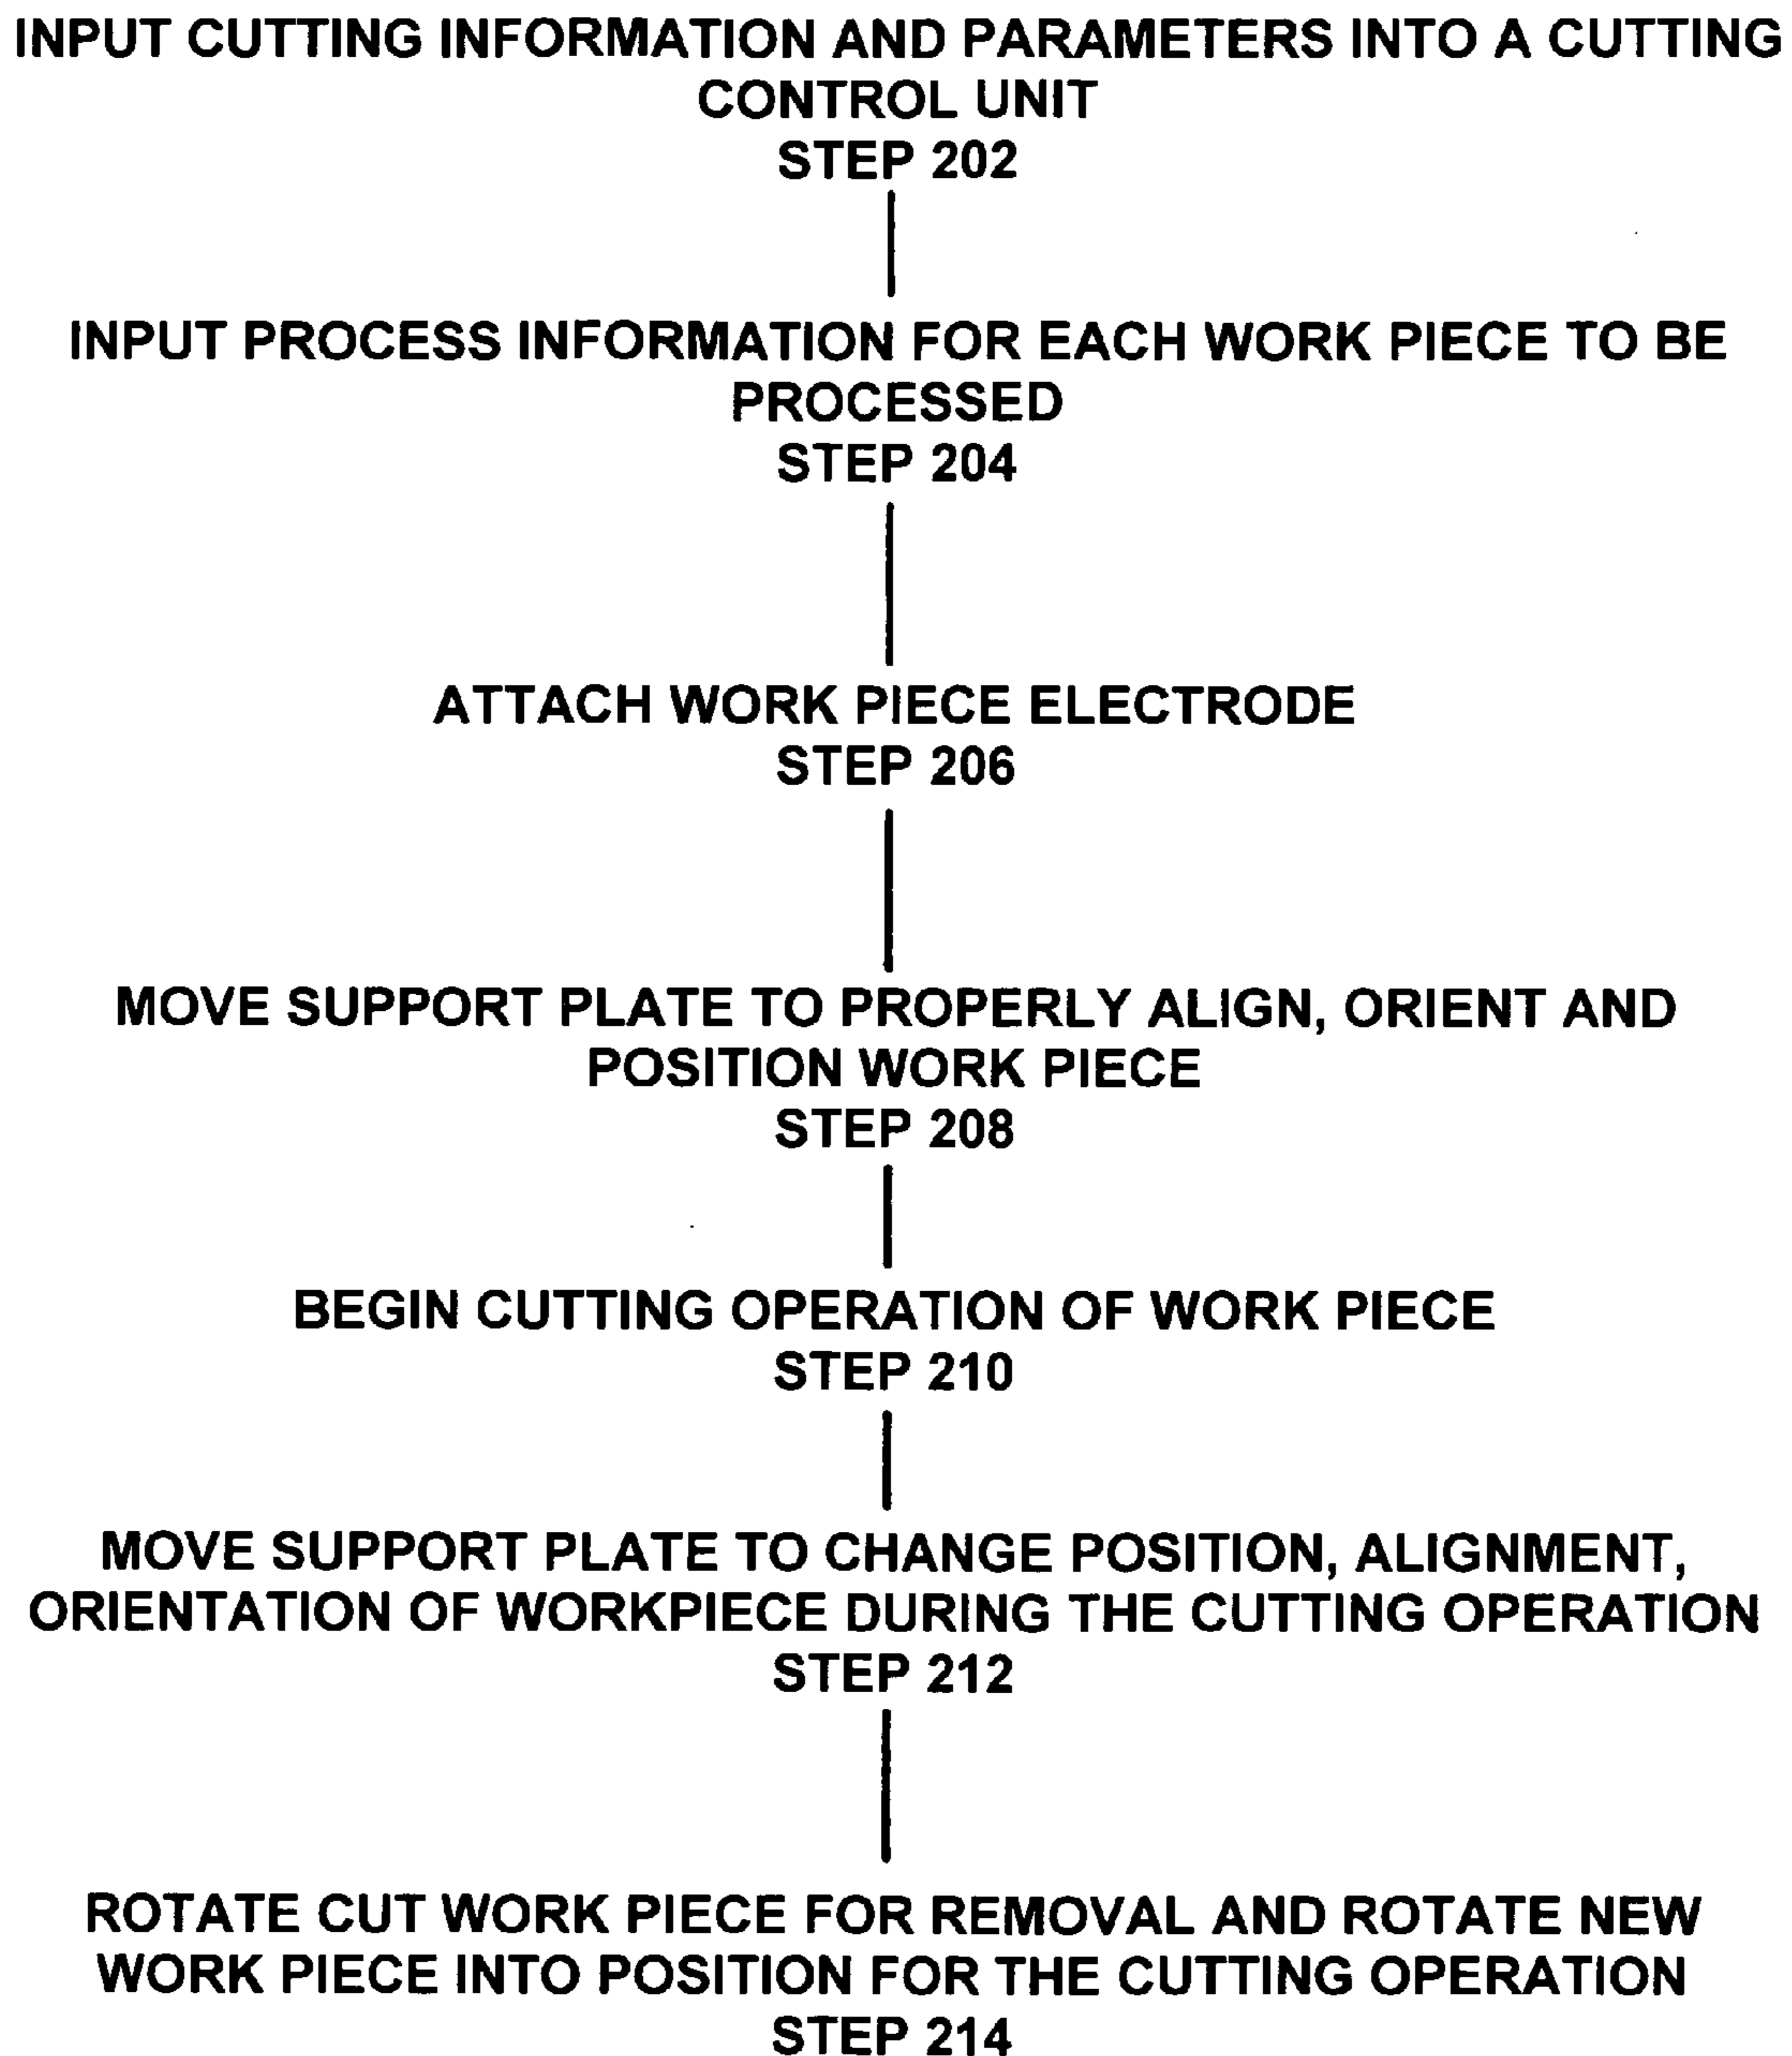 INPUT CUTTING INFORMATION AND PARAMETERS INTO A CUTTING
CONTROL UNIT
STEP 202
INPUT PROCESS INFORMATION FOR EACH WORK PIECE TO BE
PROCESSED
STEP 204
ATTACH WORK PIECE ELECTRODE
STEP 206
MOVE SUPPORT PLATE TO PROPERLY ALIGN, ORIENT AND
POSITION WORK PIECE
STEP 208
BEGIN CUTTING OPERATION OF WORK PIECE
STEP 210
MOVE SUPPORT PLATE TO CHANGE POSITION, ALIGNMENT,
ORIENTATION OF WORKPIECE DURING THE CUTTING OPERATION
STEP 212
ROTATE CUT WORK PIECE FOR REMOVAL AND ROTATE NEW
WORK PIECE INTO POSITION FOR THE CUTTING OPERATION
STEP 214